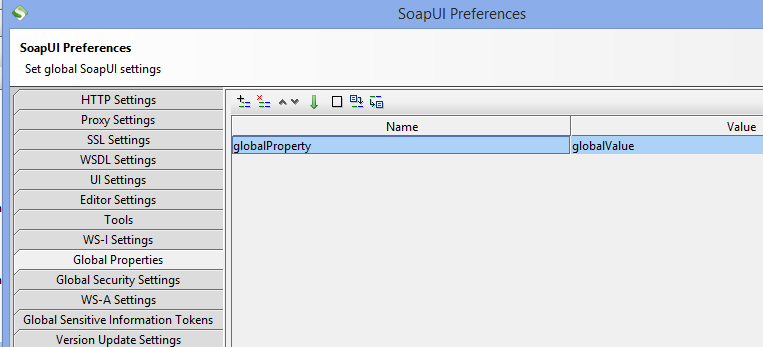 SoapUI Preferences
SoapUI Preferences
Set global SoapUI settings
HTTP Settings
Proxy Settings
SSL Settings
WSDL Settings
UI Settings
Editor Settings
Tools
WS-I Settings
Global Properties
Global Security Settings
WS-A Settings
Global Sensitive Information Tokens
Version Update Settings
Name Value
globalProperty globalValue